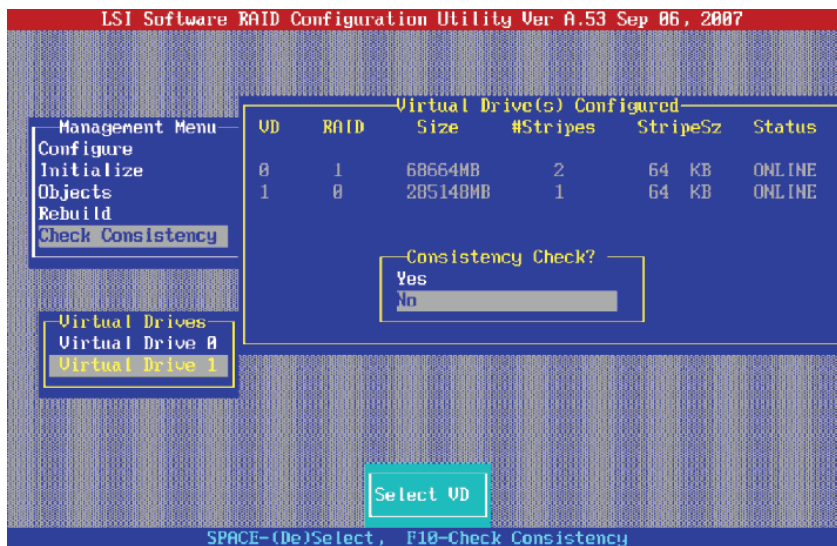 LSI Software RAID Configuration Utility Ver A.53 Sep 06, 2007
Virtual Drive(s) Configured
VD RAID Size #Stripes StripeSz Status
0 1 68664MB 2 64 KB ONLINE
1 0 285148MB 1 64 KB ONLINE
Management Menu
Configure
Initialize
Objects
Rebuild
Check Consistency
Consistency Check?
Yes
No
Virtual Drives
Virtual Drive 0
Virtual Drive 1
Select VD
SPACE-(De)Select, F10-Check Consistency